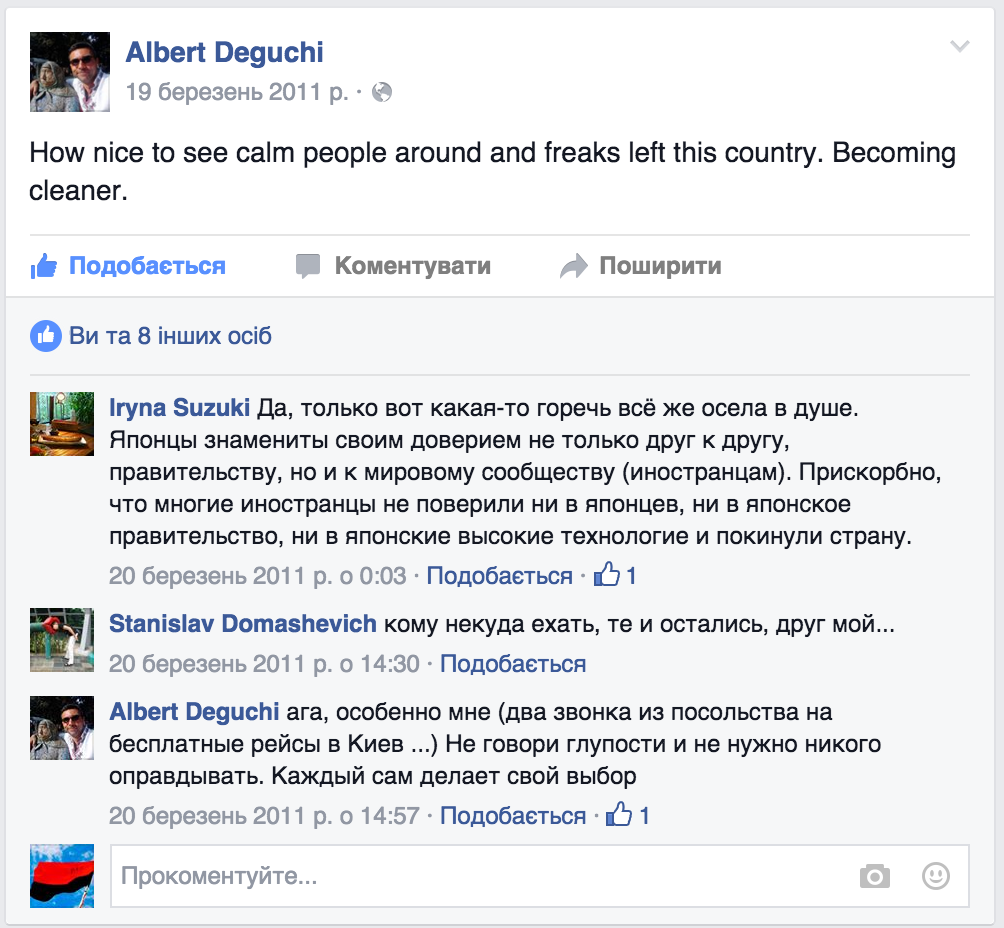 Albert Deguchi
19 березень 2011 р. ·
How nice to see calm people around and freaks left this country. Becoming
cleaner.
Подобається Коментувати Поширити
Ви та 8 інших осіб
Iryna Suzuki Да, только вот какая-то горечь всё же осела в душе.
Японцы знамениты своим доверием не только друг к другу,
правительству, но и к мировому сообществу (иностранцам). Прискорбно,
что многие иностранцы не поверили ни в японцев, ни в японское
правительство, ни в японские высокие технологие и покинули страну.
20 березень 2011 р. о 0:03 · Подобається · 1
Stanislav Domashevich кому некуда ехать, те и остались, друг мой...
20 березень 2011 р. о 14:30 · Подобається
Albert Deguchi ага, особенно мне (два звонка из посольства на
бесплатные рейсы в Киев ...) Не говори глупости и не нужно никого
оправдывать. Каждый сам делает свой выбор
20 березень 2011 р. о 14:57 · Подобається · 1
Прокоментуйте...